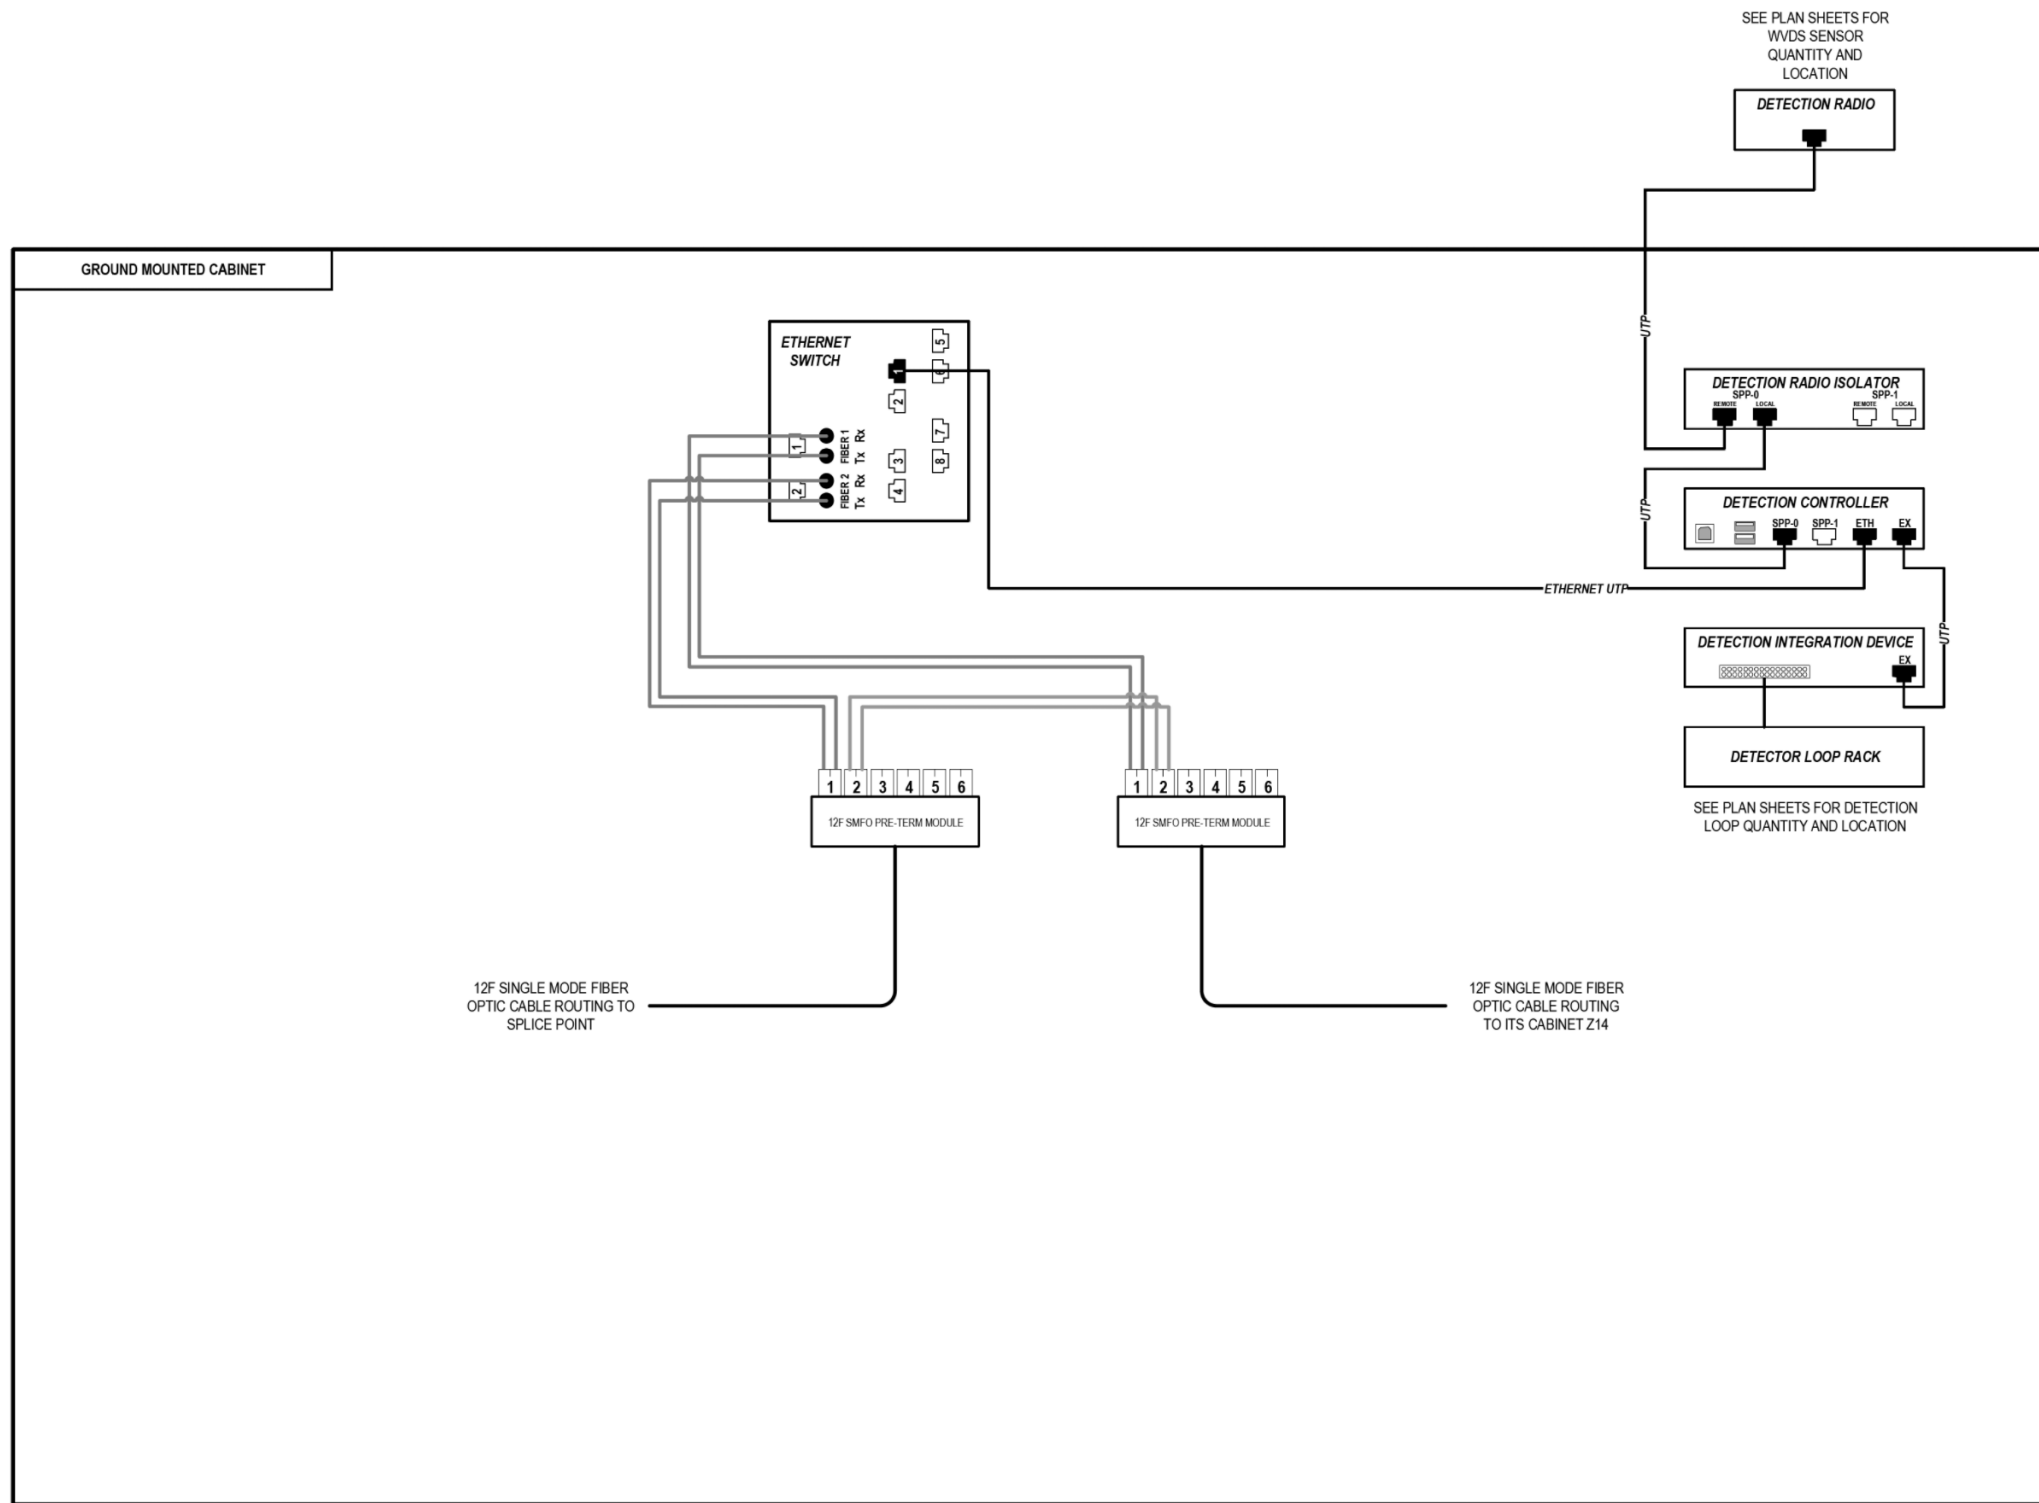 SEE PLAN SHEETS FOR
WVDS SENSOR
QUANTITY AND
LOCATION
DETECTION RADIO
GROUND MOUNTED CABINET
UTP
ETHERNET
SWITCH
1
2
3
4
5
6
7
8
1
2
FIBER 1
Rx
Tx
FIBER 2
Rx
Tx
DETECTION RADIO ISOLATOR
SPP-0
SPP-1
REMOTE
LOCAL
REMOTE
LOCAL
UTP
DETECTION CONTROLLER
SPP-0
SPP-1
ETH
EX
ETHERNET UTP
UTP
DETECTION INTEGRATION DEVICE
EX
DETECTOR LOOP RACK
SEE PLAN SHEETS FOR DETECTION
LOOP QUANTITY AND LOCATION
1 2 3 4 5 6
12F SMFO PRE-TERM MODULE
1 2 3 4 5 6
12F SMFO PRE-TERM MODULE
12F SINGLE MODE FIBER
OPTIC CABLE ROUTING TO
SPLICE POINT
12F SINGLE MODE FIBER
OPTIC CABLE ROUTING
TO ITS CABINET Z14